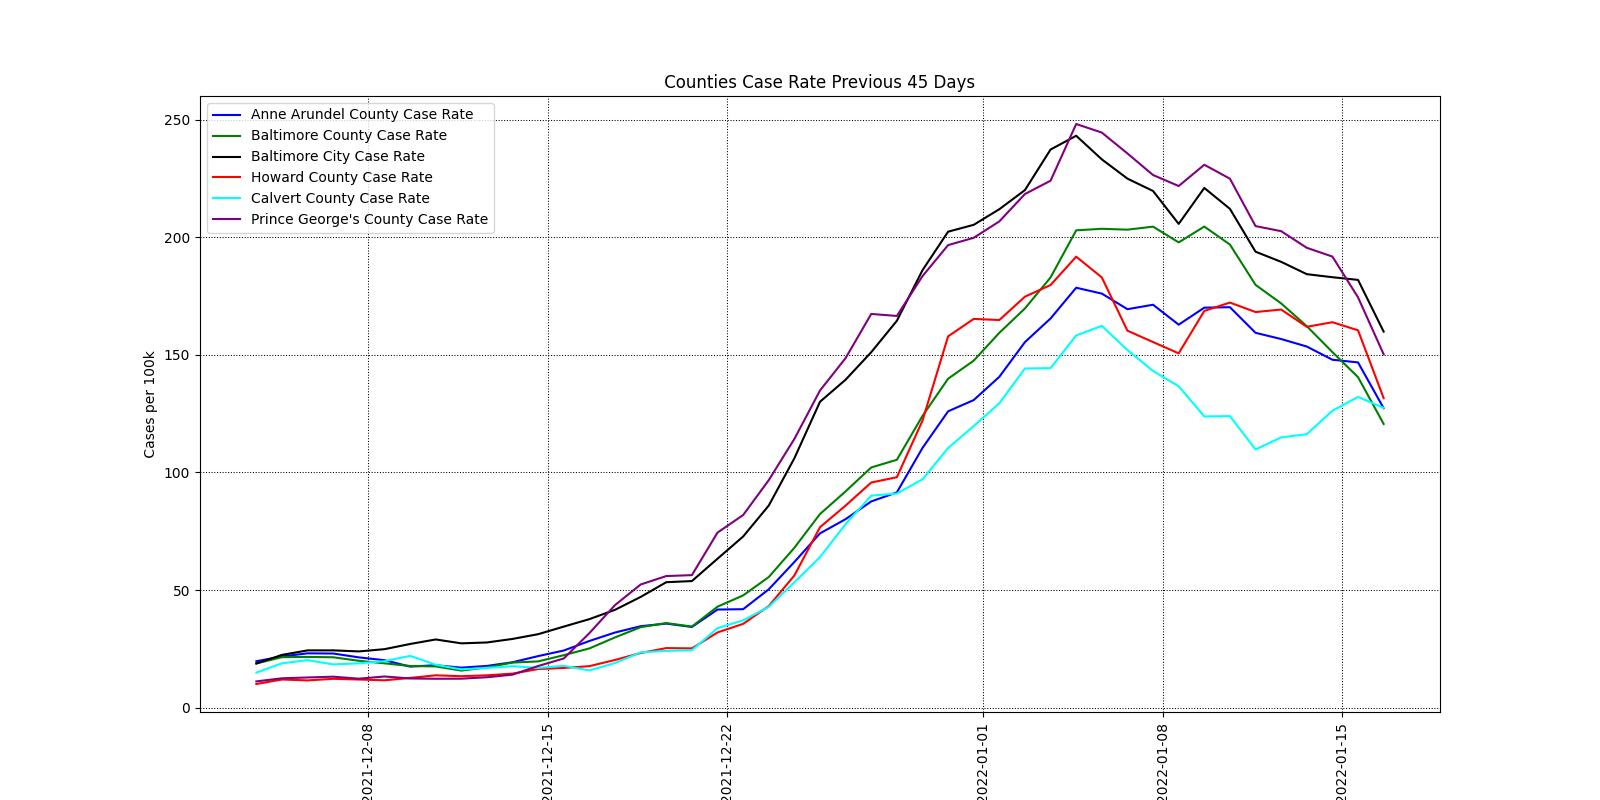 Counties Case Rate Previous 45 Days
Anne Arundel County Case Rate
Baltimore County Case Rate
Baltimore City Case Rate
Howard County Case Rate
Calvert County Case Rate
Prince George's County Case Rate
Cases per 100k
250
200
150
100
50
0
2021-12-08
2021-12-15
2021-12-22
2022-01-01
2022-01-08
2022-01-15